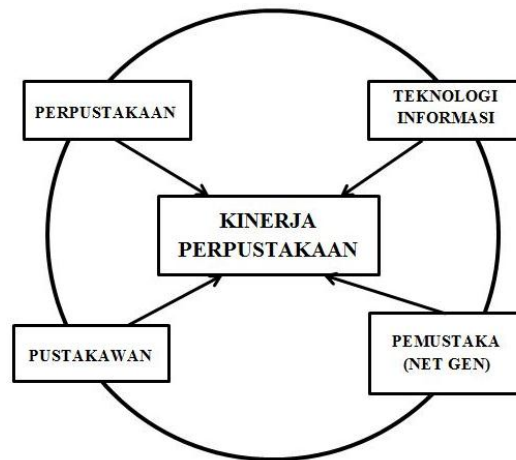 PERPUSTAKAAN
TEKNOLOGI
INFORMASI
KINERJA
PERPUSTAKAAN
PUSTAKAWAN
PEMUSTAKA
(NET GEN)